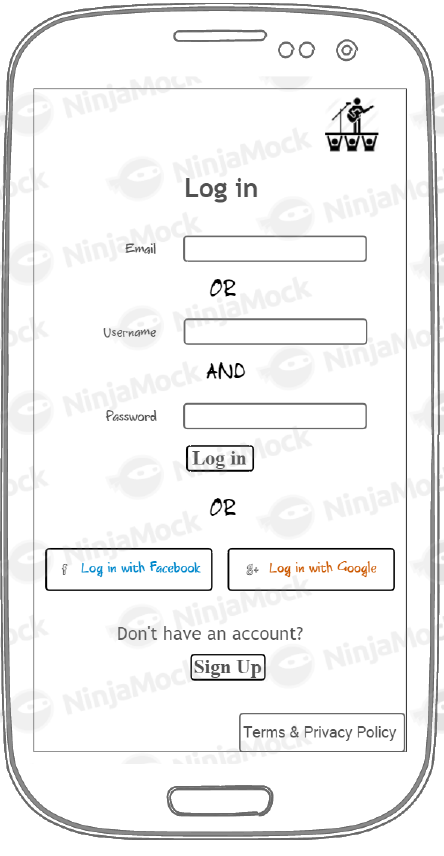 Log in
Email
OR
Username
AND
Password
Log in
OR
f Log in with Facebook
g+ Log in with Google
Don't have an account?
Sign Up
Terms & Privacy Policy
NinjaMock